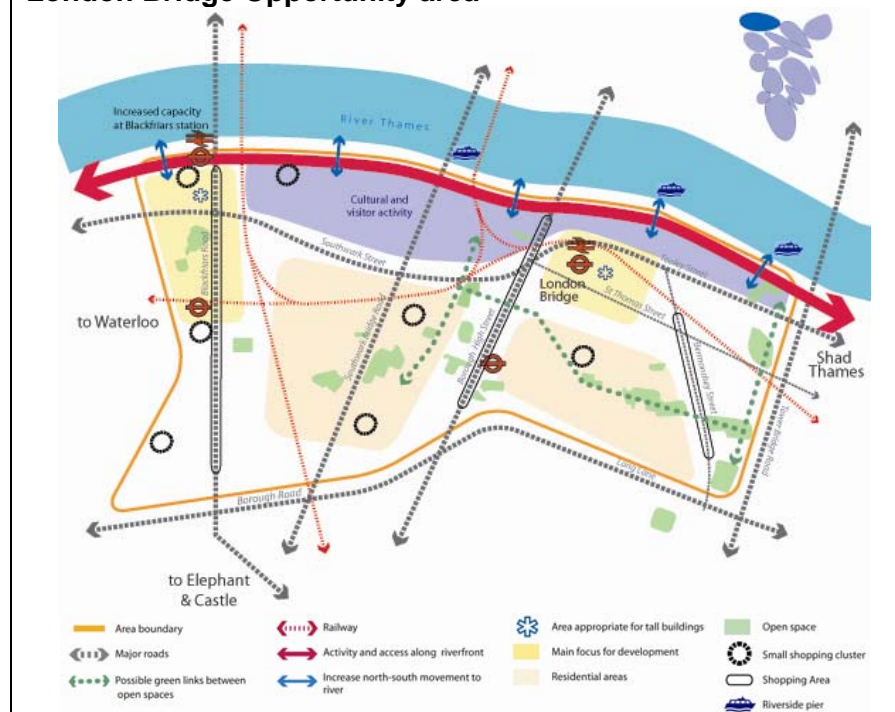 London Bridge Opportunity area
Increased capacity
at Blackfriars station
River Thames
Cultural and
visitor activity
Southwark Street
Blackfriars Road
Tooley Street
London
Bridge
St Thomas Street
to Waterloo
Southwark Bridge Road
Borough High Street
Bermondsey Street
Shad
Thames
Tower Bridge Road
Long Lane
Borough Road
to Elephant
& Castle
Area boundary
Major roads
Possible green links between
open spaces
Railway
Activity and access along riverfront
Increase north-south movement to
river
Area appropriate for tall buildings
Main focus for development
Residential areas
Open space
Small shopping cluster
Shopping Area
Riverside pier